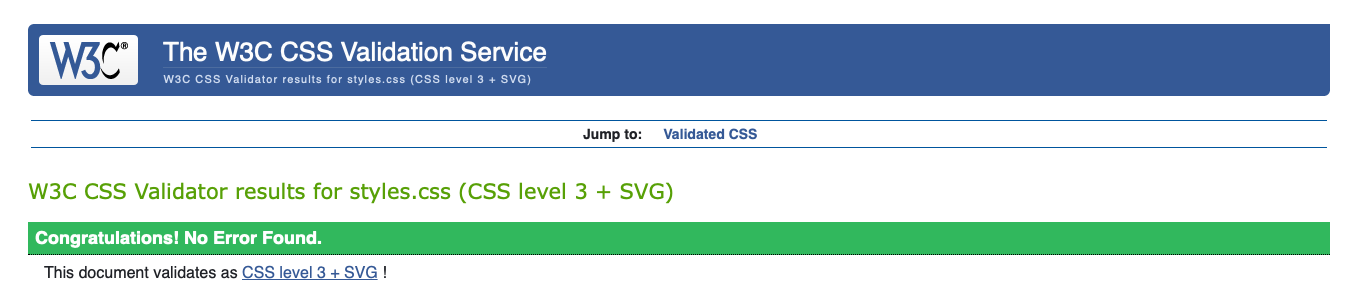 W3C®
The W3C CSS Validation Service
W3C CSS Validator results for styles.css (CSS level 3 + SVG)
Jump to: Validated CSS
W3C CSS Validator results for styles.css (CSS level 3 + SVG)
Congratulations! No Error Found.
This document validates as CSS level 3 + SVG !